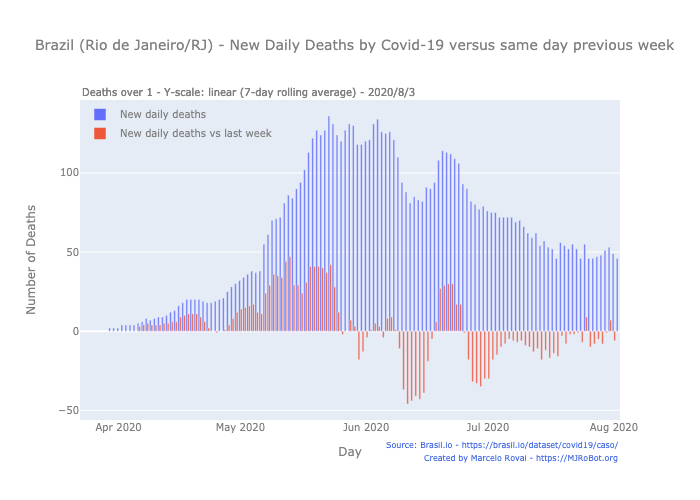 Brazil (Rio de Janeiro/RJ) - New Daily Deaths by Covid-19 versus same day previous week
Deaths over 1 - Y-scale: linear (7-day rolling average) - 2020/8/3
New daily deaths
New daily deaths vs last week
100
50
0
−50
Number of Deaths
Apr 2020
May 2020
Jun 2020
Jul 2020
Aug 2020
Day
Source: Brasil.io - https://brasil.io/dataset/covid19/caso/
Created by Marcelo Rovai - https://MJRoBot.org